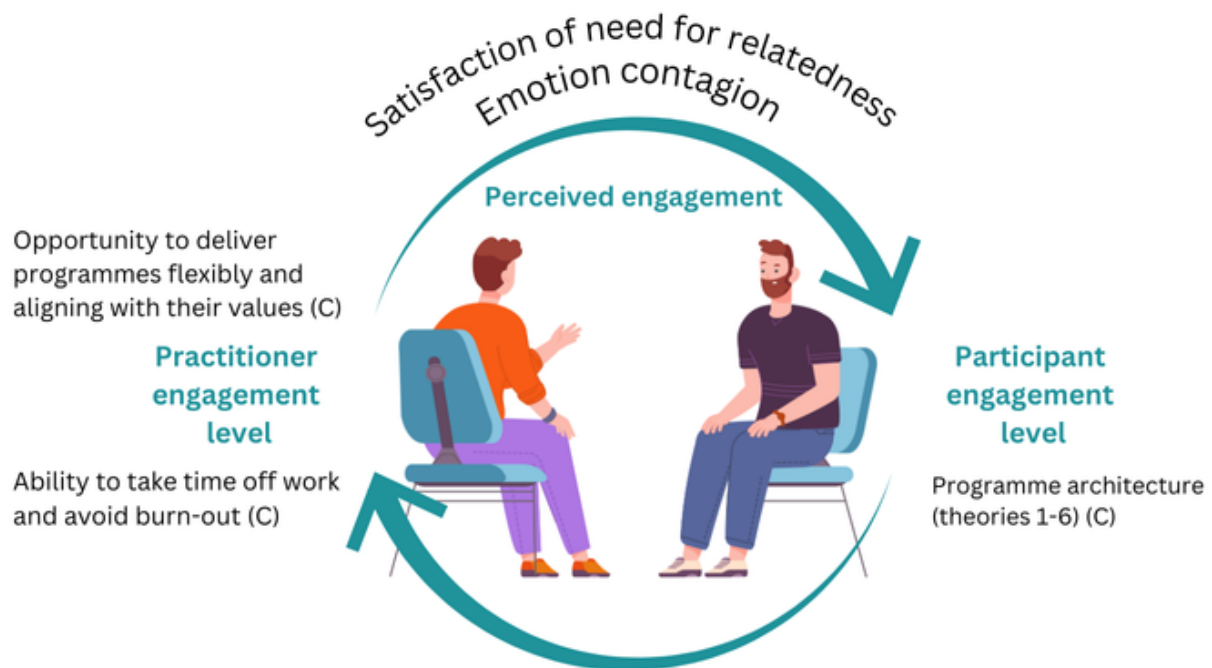 Satisfaction of need for relatedness
Emotion contagion
Perceived engagement
Opportunity to deliver
programmes flexibly and
aligning with their values (C)
Practitioner
engagement
level
Ability to take time off work
and avoid burn-out (C)
Participant
engagement
level
Programme architecture
(theories 1-6) (C)